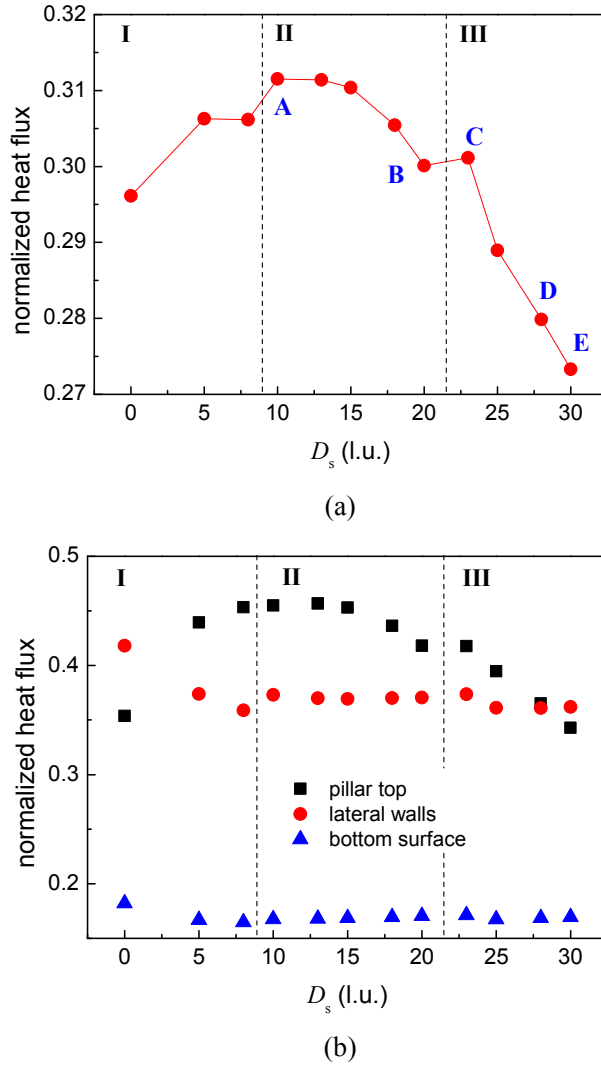 0.32
I
II
III
0.31
A
C
0.30
B
0.29
D
0.28
E
0.27
normalized heat flux
0 5 10 15 20 25 30
Ds (l.u.)
(a)
0.5
I
II
III
0.4
0.3
pillar top
lateral walls
bottom surface
0.2
normalized heat flux
0 5 10 15 20 25 30
Ds (l.u.)
(b)